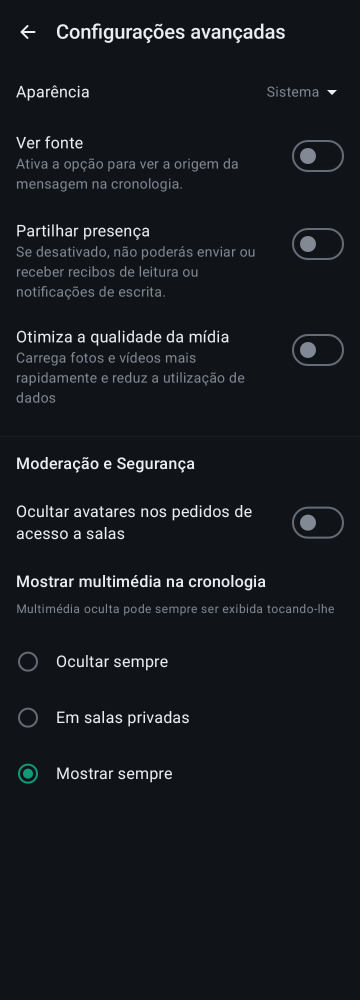 Configurações avançadas
Aparência
Sistema
Ver fonte
Ativa a opção para ver a origem da
mensagem na cronologia.
Partilhar presença
Se desativado, não poderás enviar ou
receber recibos de leitura ou
notificações de escrita.
Otimiza a qualidade da mídia
Carrega fotos e vídeos mais
rapidamente e reduz a utilização de
dados
Moderação e Segurança
Ocultar avatares nos pedidos de
acesso a salas
Mostrar multimédia na cronologia
Multimédia oculta pode sempre ser exibida tocando-lhe
Ocultar sempre
Em salas privadas
Mostrar sempre